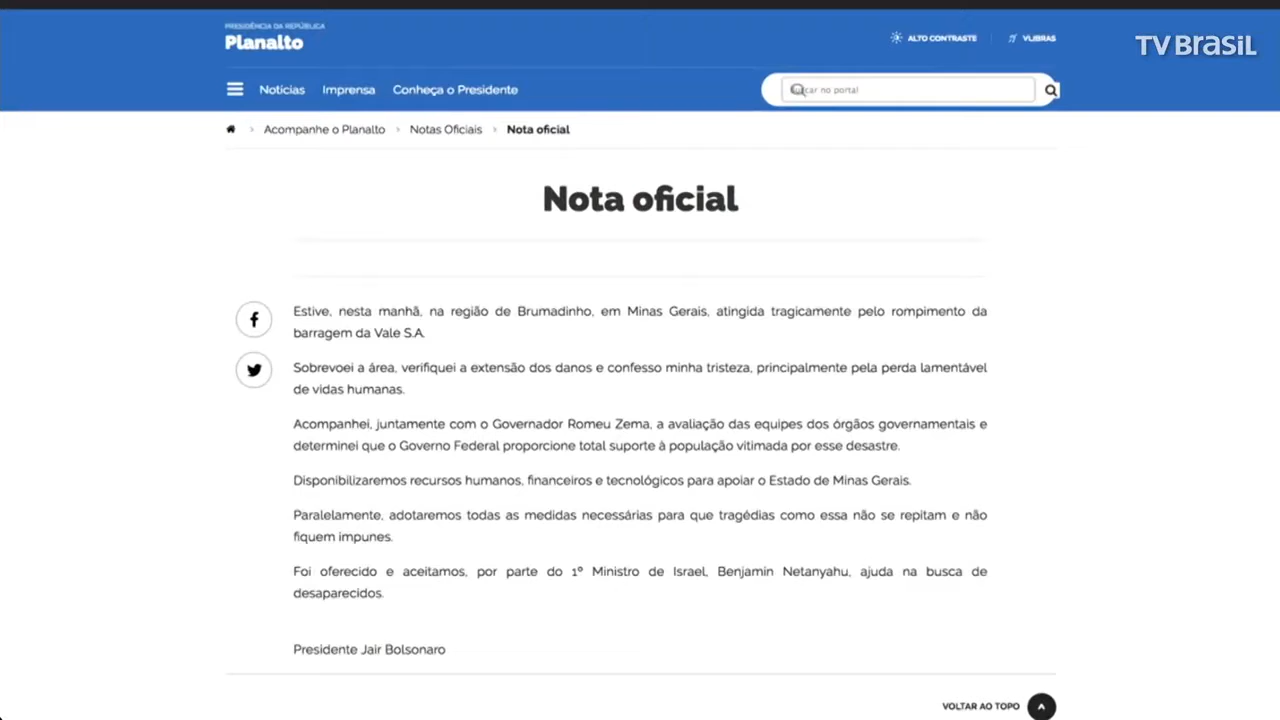 PRESIDÊNCIA DA REPÚBLICA
Planalto
ALTO CONTRASTE
VLIBRAS
TV BRASIL
Notícias
Imprensa
Conheça o Presidente
no portal
Acompanhe o Planalto > Notas Oficiais > Nota oficial
Nota oficial
Estive, nesta manhã, na região de Brumadinho, em Minas Gerais, atingida tragicamente pelo rompimento da
barragem da Vale S.A.
Sobrevoei a área, verifiquei a extensão dos danos e confesso minha tristeza, principalmente pela perda lamentável
de vidas humanas.
Acompanhei, juntamente com o Governador Romeu Zema, a avaliação das equipes dos órgãos governamentais e
determinei que o Governo Federal proporcione total suporte à população vitimada por esse desastre.
Disponibilizaremos recursos humanos, financeiros e tecnológicos para apoiar o Estado de Minas Gerais.
Paralelamente, adotaremos todas as medidas necessárias para que tragédias como essa não se repitam e não
fiquem impunes.
Foi oferecido e aceitamos, por parte do 1º Ministro de Israel, Benjamin Netanyahu, ajuda na busca de
desaparecidos.
Presidente Jair Bolsonaro
VOLTAR AO TOPO